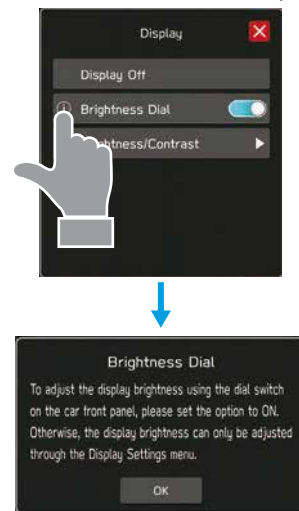 Display
Display Off
Brightness Dial
ghtness/Contrast
Brightness Dial
To adjust the display brightness using the dial switch
on the car front panel, please set the option to ON.
Otherwise, the display brightness can only be adjusted
through the Display Settings menu.
OK